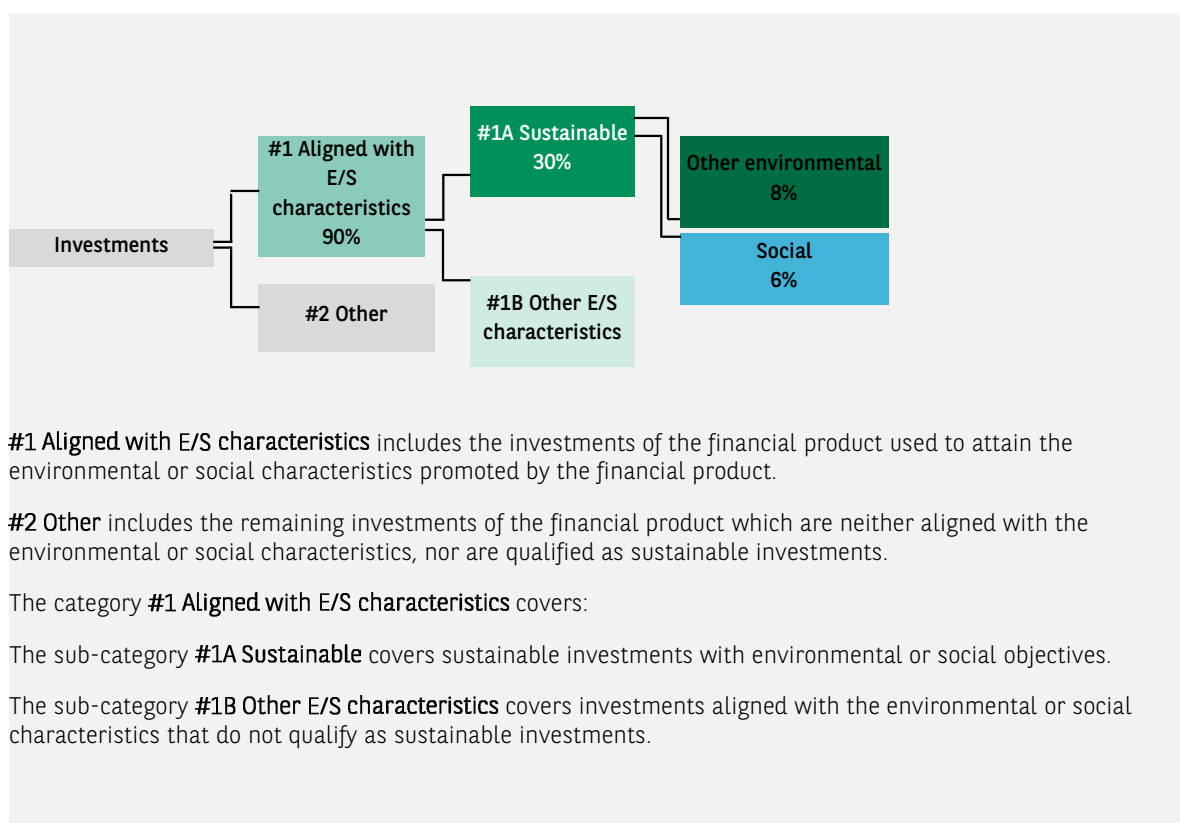 Investments
#1 Aligned with
E/S
characteristics
90%
#2 Other
#1A Sustainable
30%
#1B Other E/S
characteristics
Other environmental
8%
Social
6%
#1 Aligned with E/S characteristics includes the investments of the financial product used to attain the
environmental or social characteristics promoted by the financial product.
#2 Other includes the remaining investments of the financial product which are neither aligned with the
environmental or social characteristics, nor are qualified as sustainable investments.
The category #1 Aligned with E/S characteristics covers:
The sub-category #1A Sustainable covers sustainable investments with environmental or social objectives.
The sub-category #1B Other E/S characteristics covers investments aligned with the environmental or social
characteristics that do not qualify as sustainable investments.